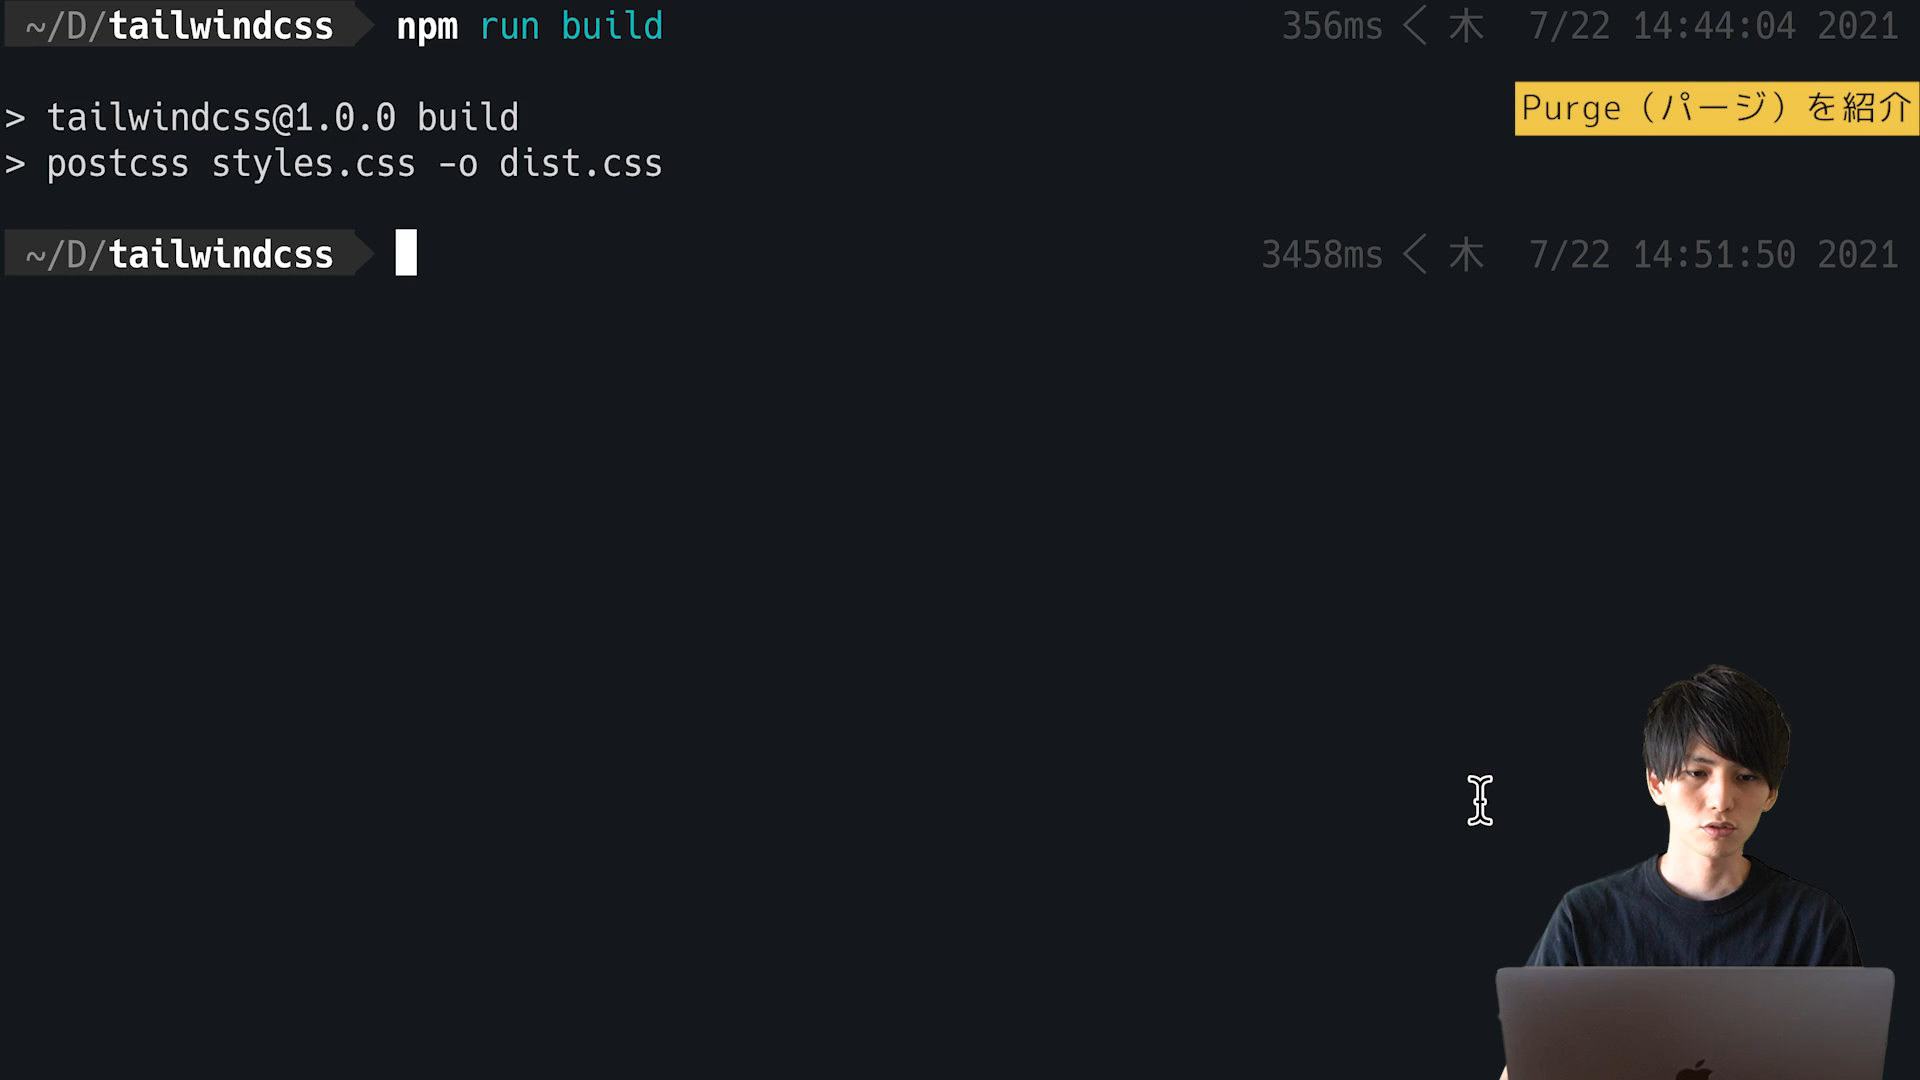 ~/D/tailwindcss npm run build 356ms < 木 7/22 14:44:04 2021
Purge（パージ）を紹介
> tailwindcss@1.0.0 build
> postcss styles.css -o dist.css
~/D/tailwindcss 3458ms < 木 7/22 14:51:50 2021